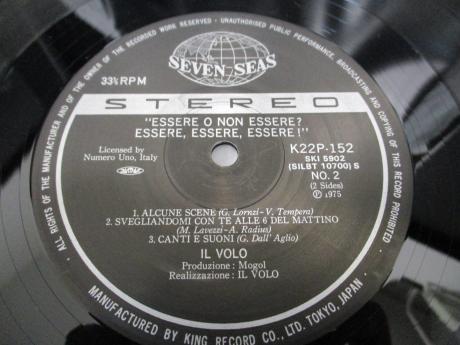 ALL RIGHTS OF THE MANUFACTURER AND OF THE OWNER OF THE RECORDED WORK RESERVED · UNAUTHORISED PUBLIC PERFORMANCE, BROADCASTING AND COPYING OF THIS RECORD PROHIBITED
SEVEN SEAS
33⅓ RPM
STEREO
"ESSERE O NON ESSERE?
ESSERE, ESSERE, ESSERE!"
Licensed by
Numero Uno, Italy
K22P-152
SKI 5902
(SILBT 10700) S
NO. 2
(2 Sides)
Ⓟ 1975
1. ALCUNE SCENE (G. Lornzi-V. Tempera)
2. SVEGLIANDOMI CON TE ALLE 6 DEL MATTINO
(M. Lavezzi-A. Radius)
3. CANTI E SUONI (G. Dall' Aglio)
IL VOLO
Produzione : Mogol
Realizzazione : IL VOLO
MANUFACTURED BY KING RECORD CO., LTD. TOKYO, JAPAN.